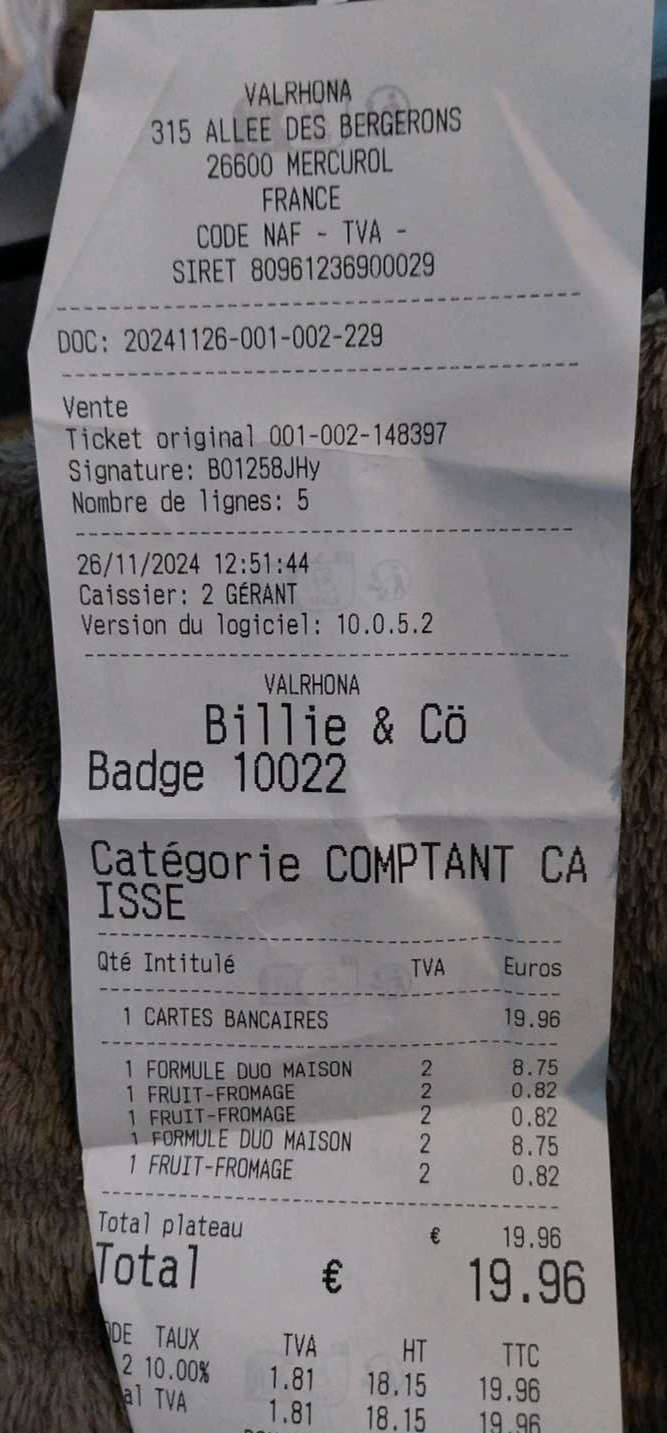 VALRHONA
315 ALLEE DES BERGERONS
26600 MERCUROL
FRANCE
CODE NAF - TVA -
SIRET 80961236900029
DOC: 20241126-001-002-229
Vente
Ticket original 001-002-148397
Signature: B01258JHy
Nombre de lignes: 5
26/11/2024 12:51:44
Caissier: 2 GÉRANT
Version du logiciel: 10.0.5.2
VALRHONA
Billie & Cö
Badge 10022
Catégorie COMPTANT CA
ISSE
Qté Intitulé TVA Euros
1 CARTES BANCAIRES 19.96
1 FORMULE DUO MAISON 2 8.75
1 FRUIT-FROMAGE 2 0.82
1 FRUIT-FROMAGE 2 0.82
1 FORMULE DUO MAISON 2 8.75
1 FRUIT-FROMAGE 2 0.82
Total plateau € 19.96
Total € 19.96
DE TAUX TVA HT TTC
2 10.00% 1.81 18.15 19.96
al TVA 1.81 18.15 19.96